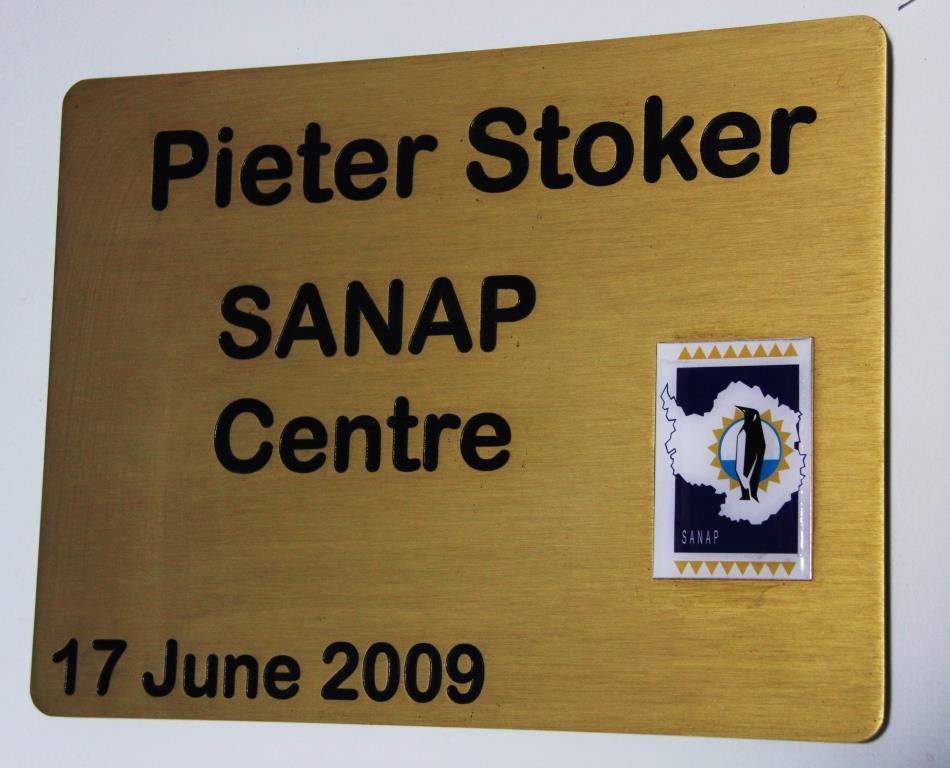 Pieter Stoker
SANAP
Centre
SANAP
17 June 2009